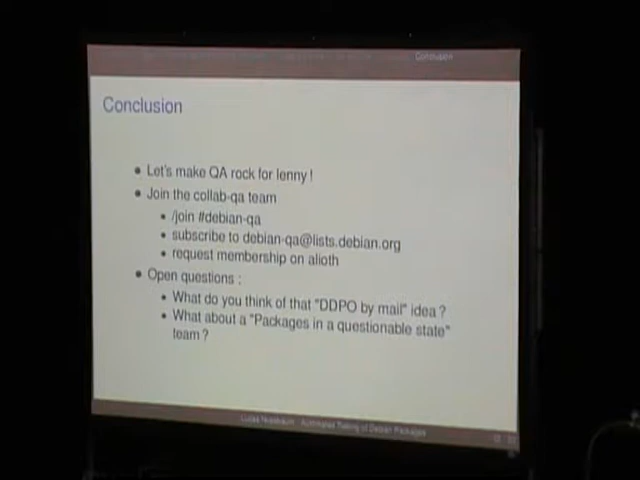 Conclusion
Conclusion
Let's make QA rock for lenny !
Join the collab-qa team
/join #debian-qa
subscribe to debian-qa@lists.debian.org
request membership on alioth
Open questions :
What do you think of that "DDPO by mail" idea ?
What about a "Packages in a questionable state"
team ?
Lucas Nussbaum Automated Testing of Debian Packages